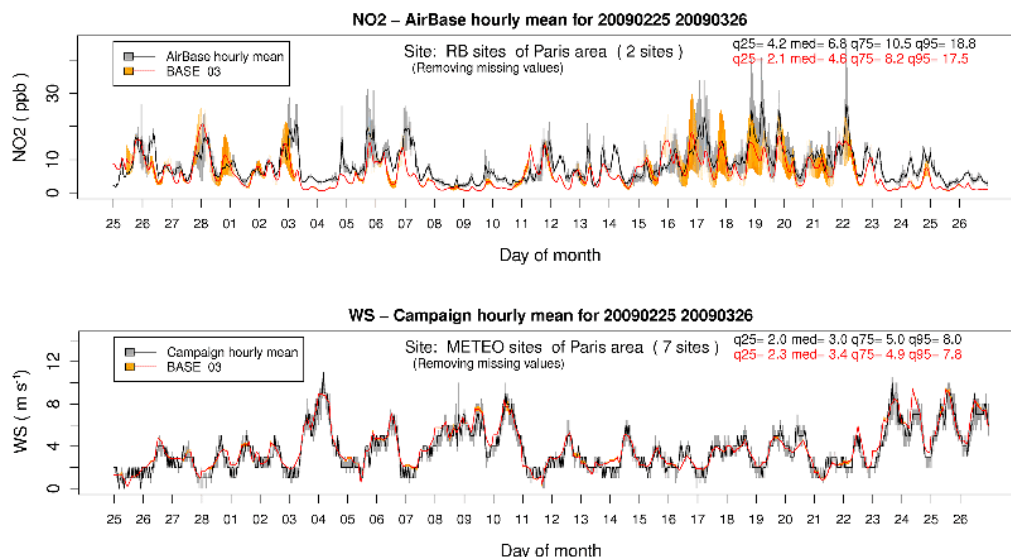 NO2 – AirBase hourly mean for 20090225 20090326
AirBase hourly mean
BASE 03
Site: RB sites of Paris area ( 2 sites )
(Removing missing values)
q25= 4.2 med= 6.8 q75= 10.5 q95= 18.8
q25= 2.1 med= 4.6 q75= 8.2 q95= 17.5
NO2 ( ppb)
30
10
0
25 26 27 28 01 02 03 04 05 06 07 08 09 10 11 12 13 14 15 16 17 18 19 20 21 22 23 24 25 26
Day of month
WS – Campaign hourly mean for 20090225 20090326
Campaign hourly mean
BASE 03
Site: METEO sites of Paris area ( 7 sites )
(Removing missing values)
q25= 2.0 med= 3.0 q75= 5.0 q95= 8.0
q25= 2.3 med= 3.4 q75= 4.9 q95= 7.8
WS ( m s¹)
12
8
4
0
25 26 27 28 01 02 03 04 05 06 07 08 09 10 11 12 13 14 15 16 17 18 19 20 21 22 23 24 25 26
Day of month